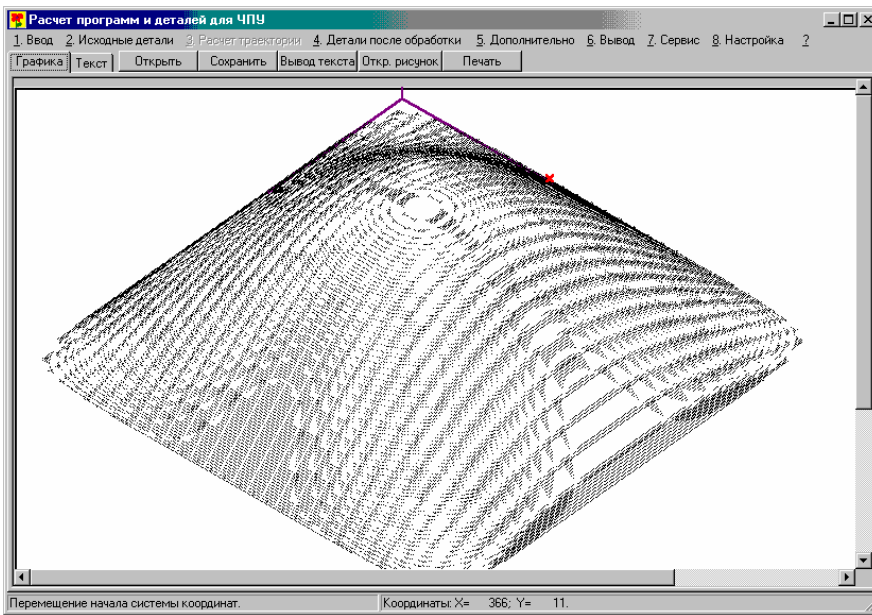 Расчет программ и деталей для ЧПУ
1. Ввод 2. Исходные детали 3. Расчет траектории 4. Детали после обработки 5. Дополнительно 6. Вывод 7. Сервис 8. Настройка ?
Графика Текст Открыть Сохранить Вывод текста Откр. рисунок Печать
Перемещение начала системы координат. Координаты: X= 366; Y= 11.